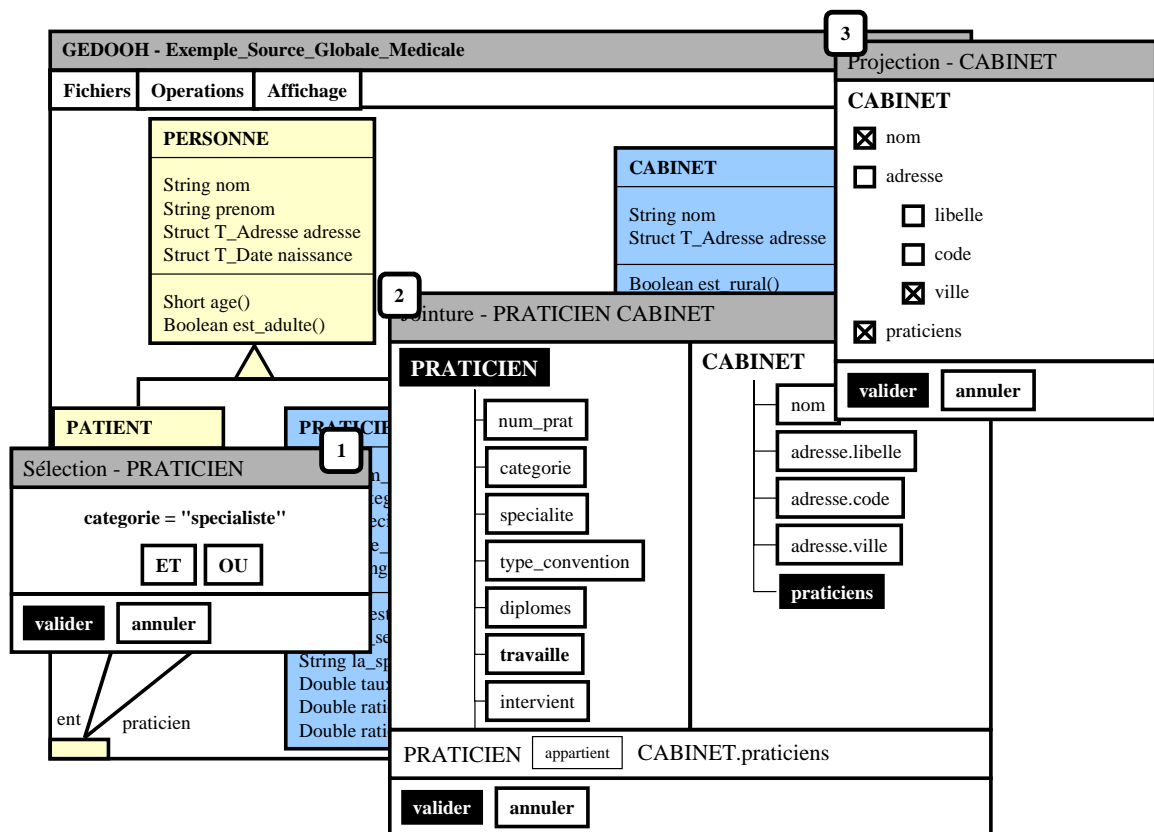 3
GEDOOH - Exemple_Source_Globale_Medicale
Fichiers Operations Affichage
PERSONNE
String nom
String prenom
Struct T_Adresse adresse
Struct T_Date naissance
Short age()
Boolean est_adulte()
CABINET
String nom
Struct T_Adresse adresse
Boolean est_rural()
Projection - CABINET
CABINET
nom
adresse
libelle
code
ville
praticiens
valider annuler
PATIENT
1
Sélection - PRATICIEN
categorie = "specialiste"
ET OU
valider annuler
String la_sp
Double taux
Double rati
Double rati
ent praticien
2
Jointure - PRATICIEN CABINET
PRATICIEN
num_prat
categorie
specialite
type_convention
diplomes
travaille
intervient
CABINET
nom
adresse.libelle
adresse.code
adresse.ville
praticiens
PRATICIEN appartient CABINET.praticiens
valider annuler